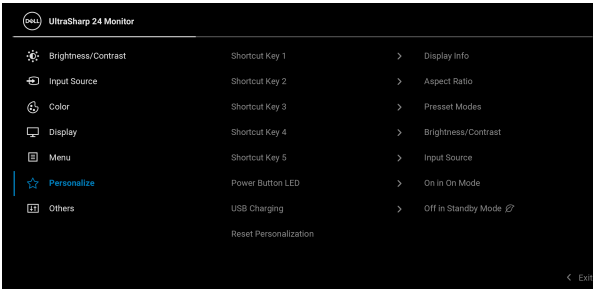 DELL UltraSharp 24 Monitor
Brightness/Contrast Shortcut Key 1 > Display Info
Input Source Shortcut Key 2 > Aspect Ratio
Color Shortcut Key 3 > Presset Modes
Display Shortcut Key 4 > Brightness/Contrast
Menu Shortcut Key 5 > Input Source
Personalize Power Button LED > On in On Mode
Others USB Charging > Off in Standby Mode
Reset Personalization
< Exit